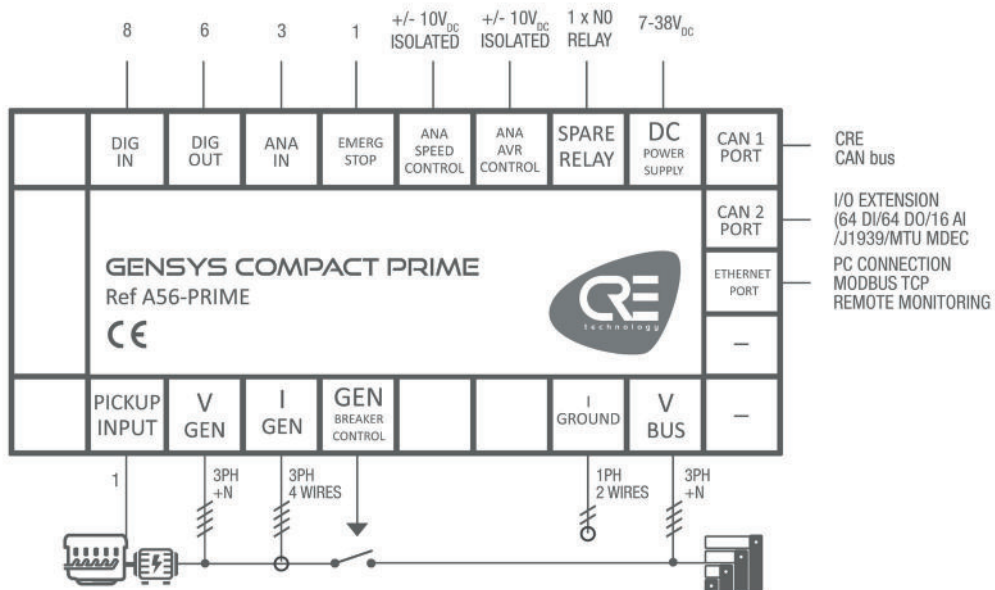 8
6
3
1
+/- 10VDC
ISOLATED
+/- 10VDC
ISOLATED
1 x NO
RELAY
7-38VDC
DIG
IN
DIG
OUT
ANA
IN
EMERG
STOP
ANA
SPEED
CONTROL
ANA
AVR
CONTROL
SPARE
RELAY
DC
POWER
SUPPLY
CAN 1
PORT
CRE
CAN bus
CAN 2
PORT
I/O EXTENSION
(64 DI/64 DO/16 AI
/J1939/MTU MDEC
ETHERNET
PORT
PC CONNECTION
MODBUS TCP
REMOTE MONITORING
GENSYS COMPACT PRIME
Ref A56-PRIME
CE
CRE
technology
–
–
PICKUP
INPUT
V
GEN
I
GEN
GEN
BREAKER
CONTROL
I
GROUND
V
BUS
1
3PH
+N
3PH
4 WIRES
1PH
2 WIRES
3PH
+N